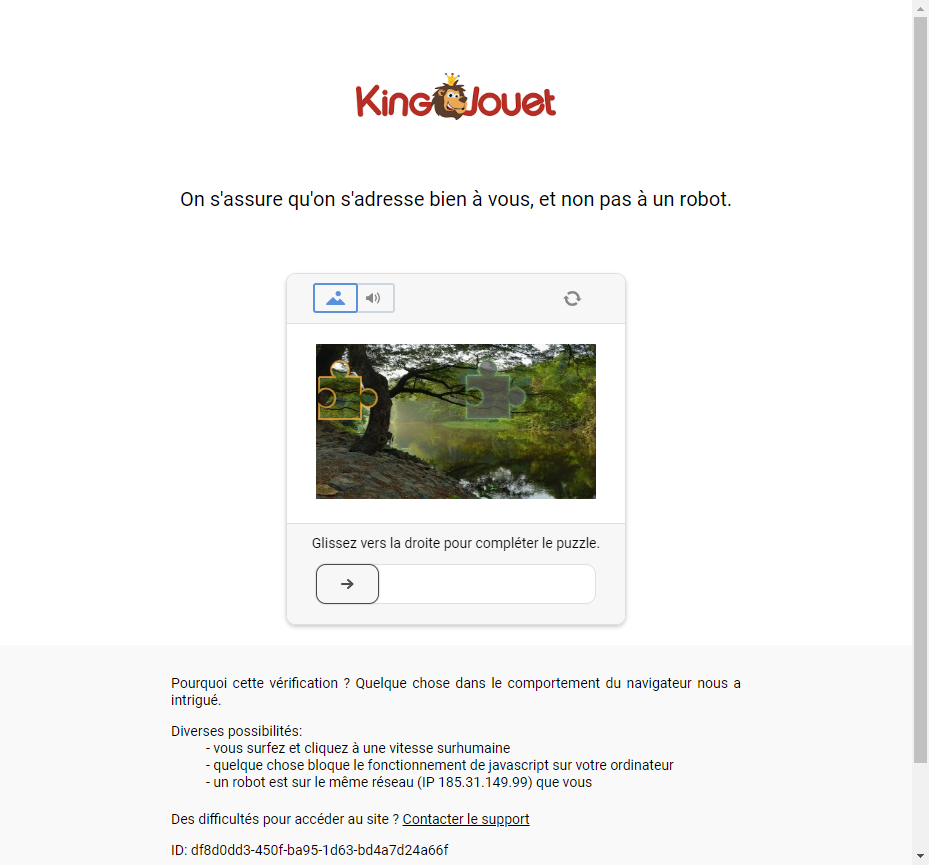 King Jouet
On s'assure qu'on s'adresse bien à vous, et non pas à un robot.
Glissez vers la droite pour compléter le puzzle.
Pourquoi cette vérification ? Quelque chose dans le comportement du navigateur nous a
intrigué.
Diverses possibilités:
- vous surfez et cliquez à une vitesse surhumaine
- quelque chose bloque le fonctionnement de javascript sur votre ordinateur
- un robot est sur le même réseau (IP 185.31.149.99) que vous
Des difficultés pour accéder au site ? Contacter le support
ID: df8d0dd3-450f-ba95-1d63-bd4a7d24a66f